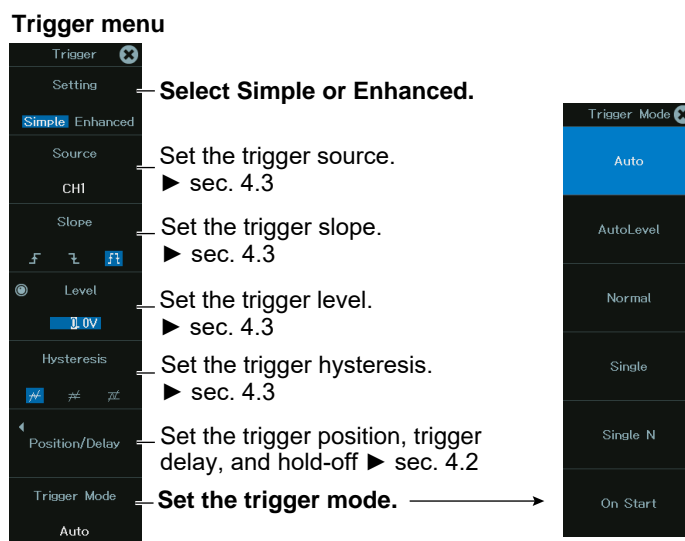 Trigger menu
Trigger
Setting
Simple Enhanced
Select Simple or Enhanced.
Source
CH1
Set the trigger source.
► sec. 4.3
Slope
Set the trigger slope.
► sec. 4.3
Level
0.0V
Set the trigger level.
► sec. 4.3
Hysteresis
Set the trigger hysteresis.
► sec. 4.3
Position/Delay
Set the trigger position, trigger
delay, and hold-off ► sec. 4.2
Trigger Mode
Auto
Set the trigger mode.
Trigger Mode
Auto
AutoLevel
Normal
Single
Single N
On Start